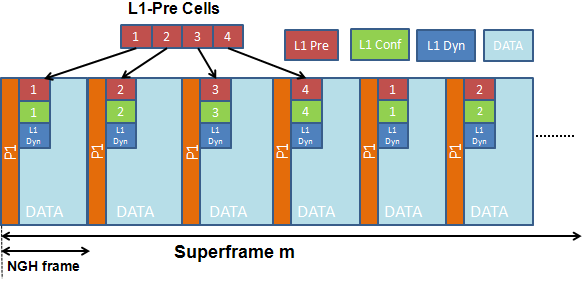 L1-Pre Cells
1 2 3 4
L1 Pre L1 Conf L1 Dyn DATA
1 2 3 4 1 2
1 2 3 4 1 2
L1 Dyn L1 Dyn L1 Dyn L1 Dyn L1 Dyn L1 Dyn
P1 P1 P1 P1 P1 P1
DATA DATA DATA DATA DATA DATA
Superframe m
NGH frame